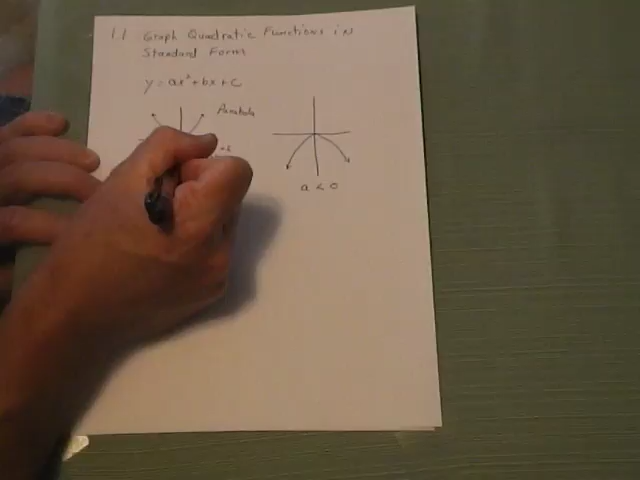 1.1 Graph Quadratic Functions in
Standard Form
y = ax² + bx + c
Parabola
a < 0